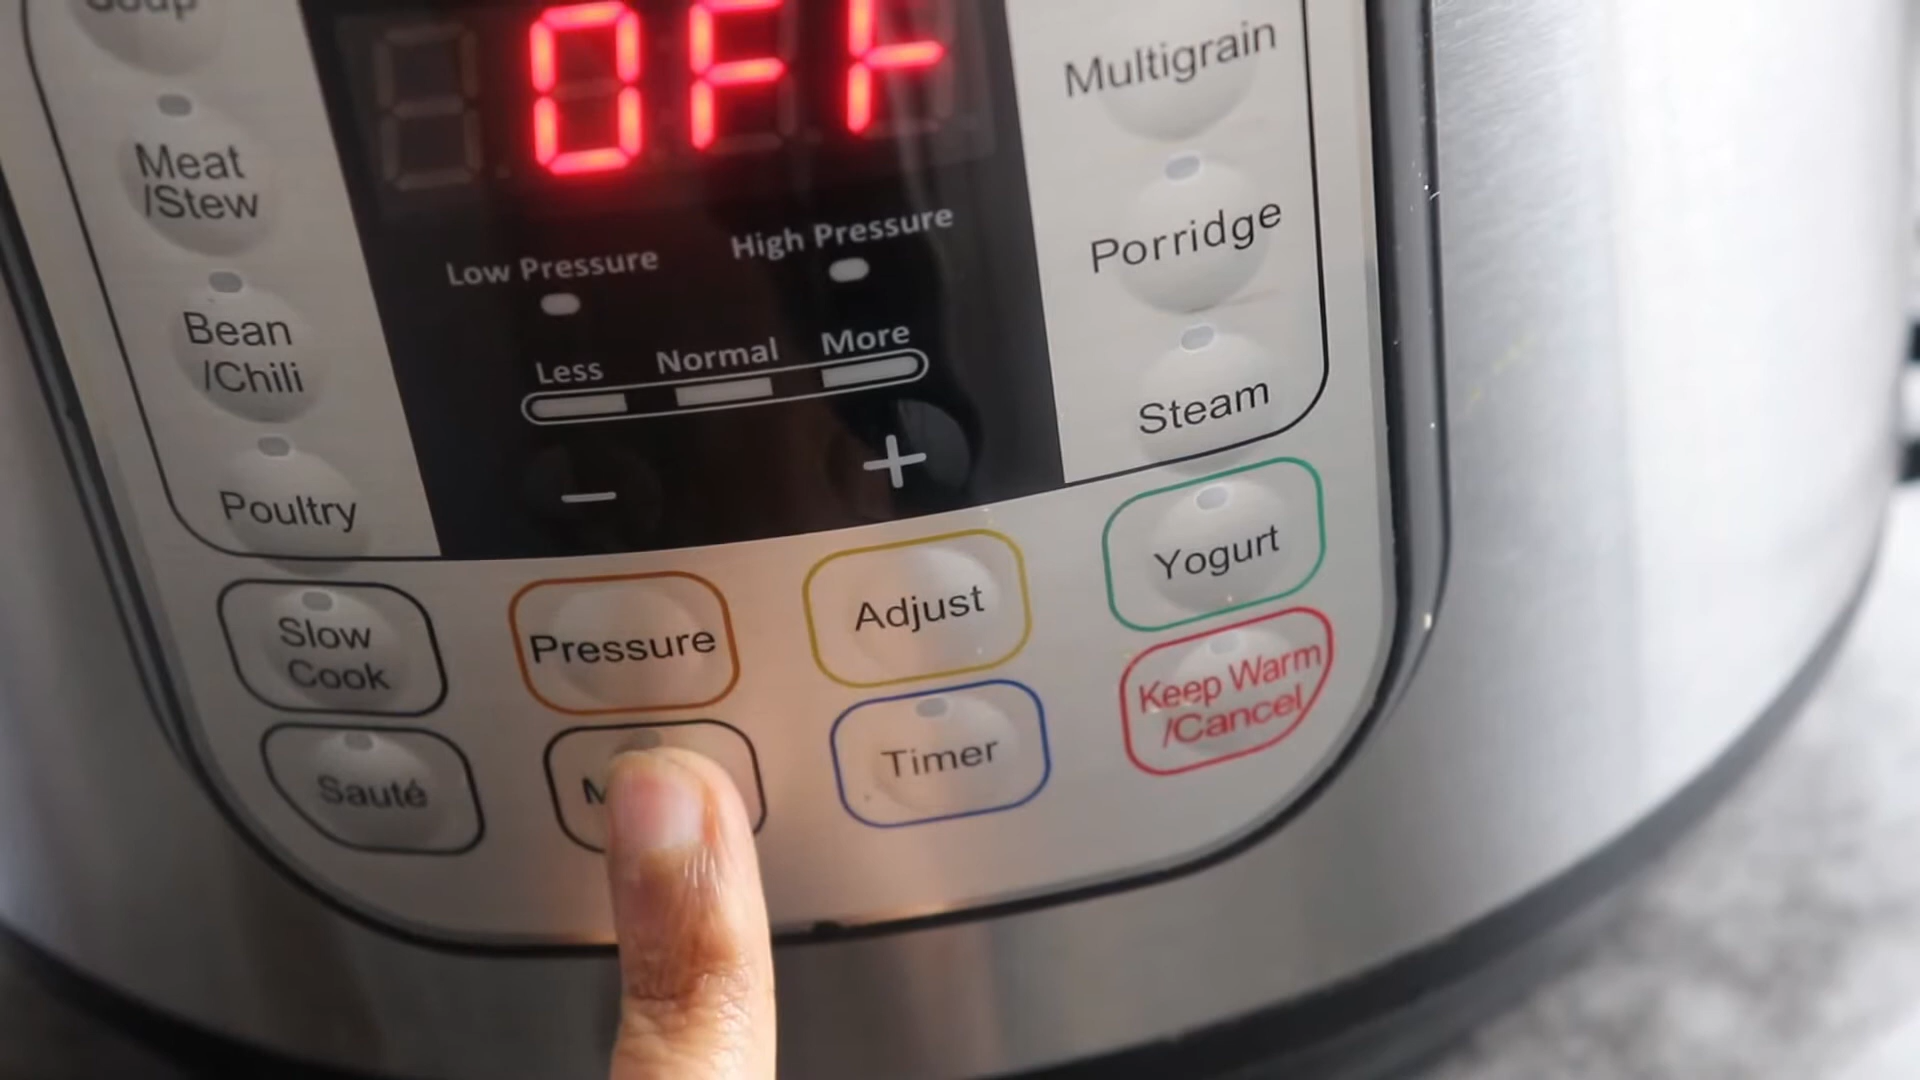 Soup
OFF
Multigrain
Meat
/Stew
Porridge
Low Pressure
High Pressure
Bean
/Chili
Less
Normal
More
Steam
−
+
Poultry
Yogurt
Slow
Cook
Pressure
Adjust
Keep Warm
/Cancel
Sauté
Timer